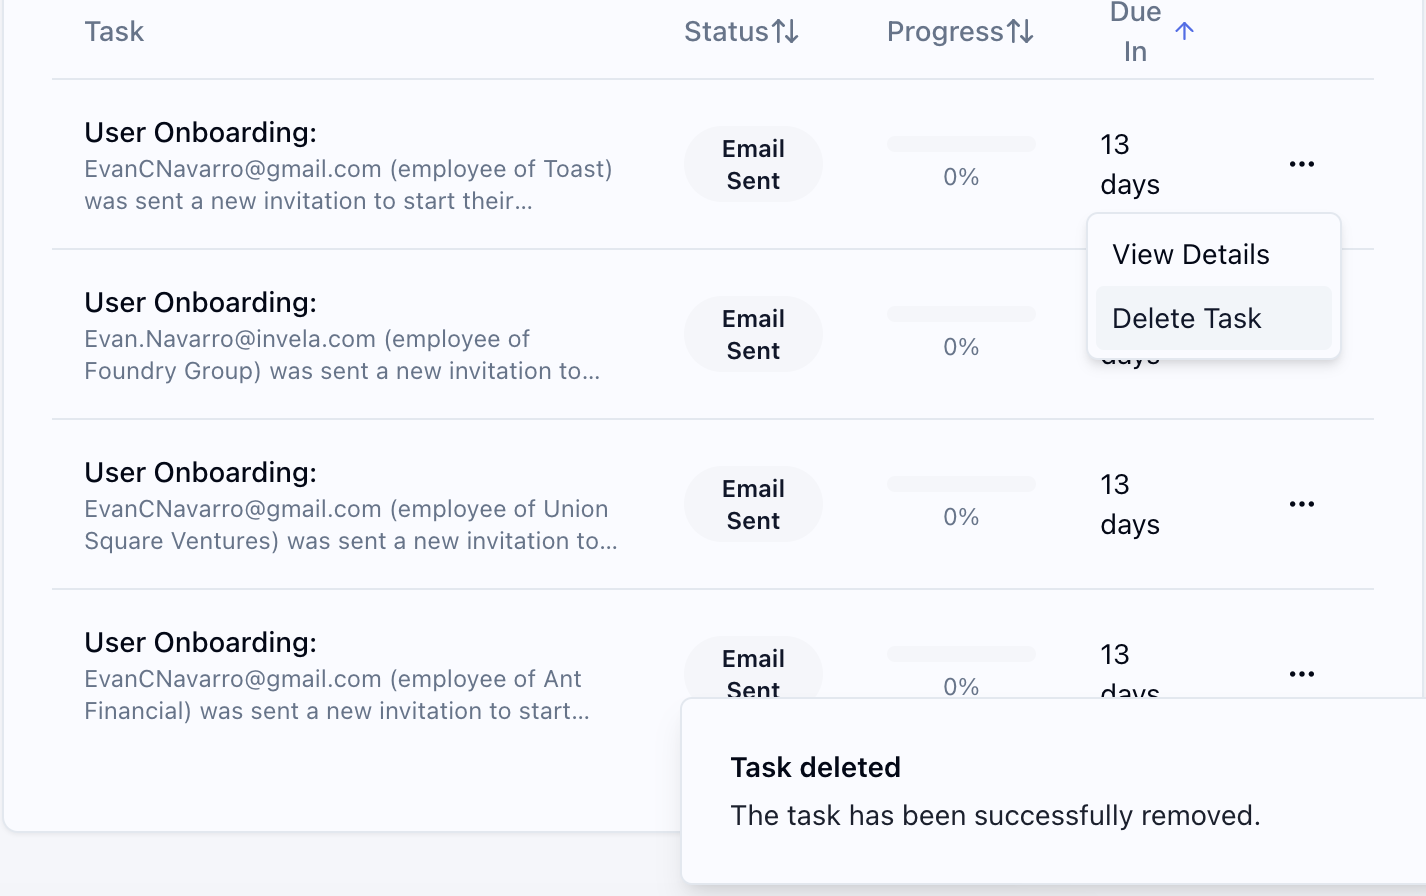 Task
Status
Progress
Due
In
User Onboarding:
EvanCNavarro@gmail.com (employee of Toast)
was sent a new invitation to start their...
Email
Sent
0%
13
days
View Details
Delete Task
User Onboarding:
Evan.Navarro@invela.com (employee of
Foundry Group) was sent a new invitation to...
Email
Sent
0%
days
User Onboarding:
EvanCNavarro@gmail.com (employee of Union
Square Ventures) was sent a new invitation to...
Email
Sent
0%
13
days
User Onboarding:
EvanCNavarro@gmail.com (employee of Ant
Financial) was sent a new invitation to start...
Email
Sent
0%
13
days
Task deleted
The task has been successfully removed.